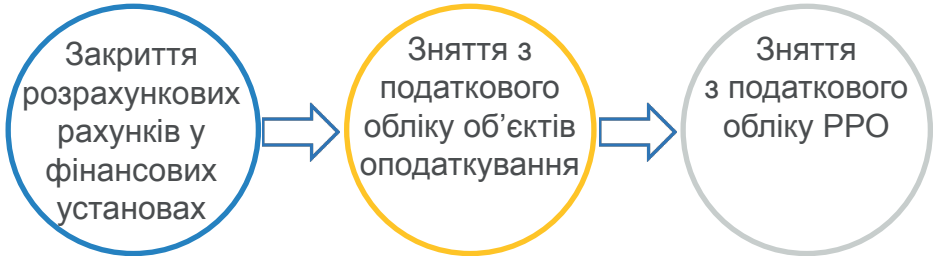 Закриття
розрахункових
рахунків у
фінансових
установах
Зняття з
податкового
обліку об’єктів
оподаткування
Зняття
з податкового
обліку РРО